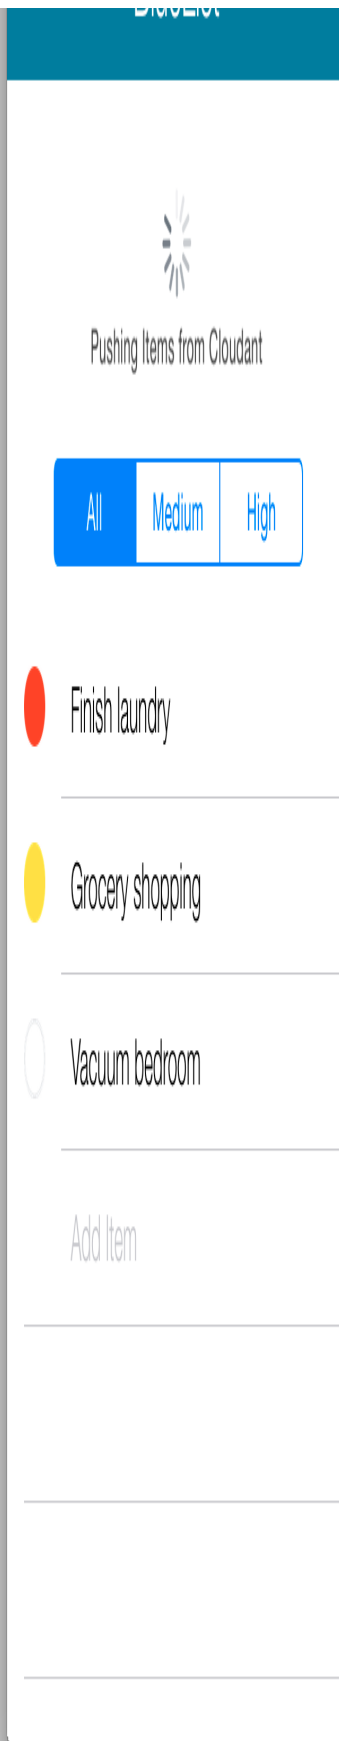 Pushing Items from Cloudant
All Medium High
Finish laundry
Grocery shopping
Vacuum bedroom
Add Item